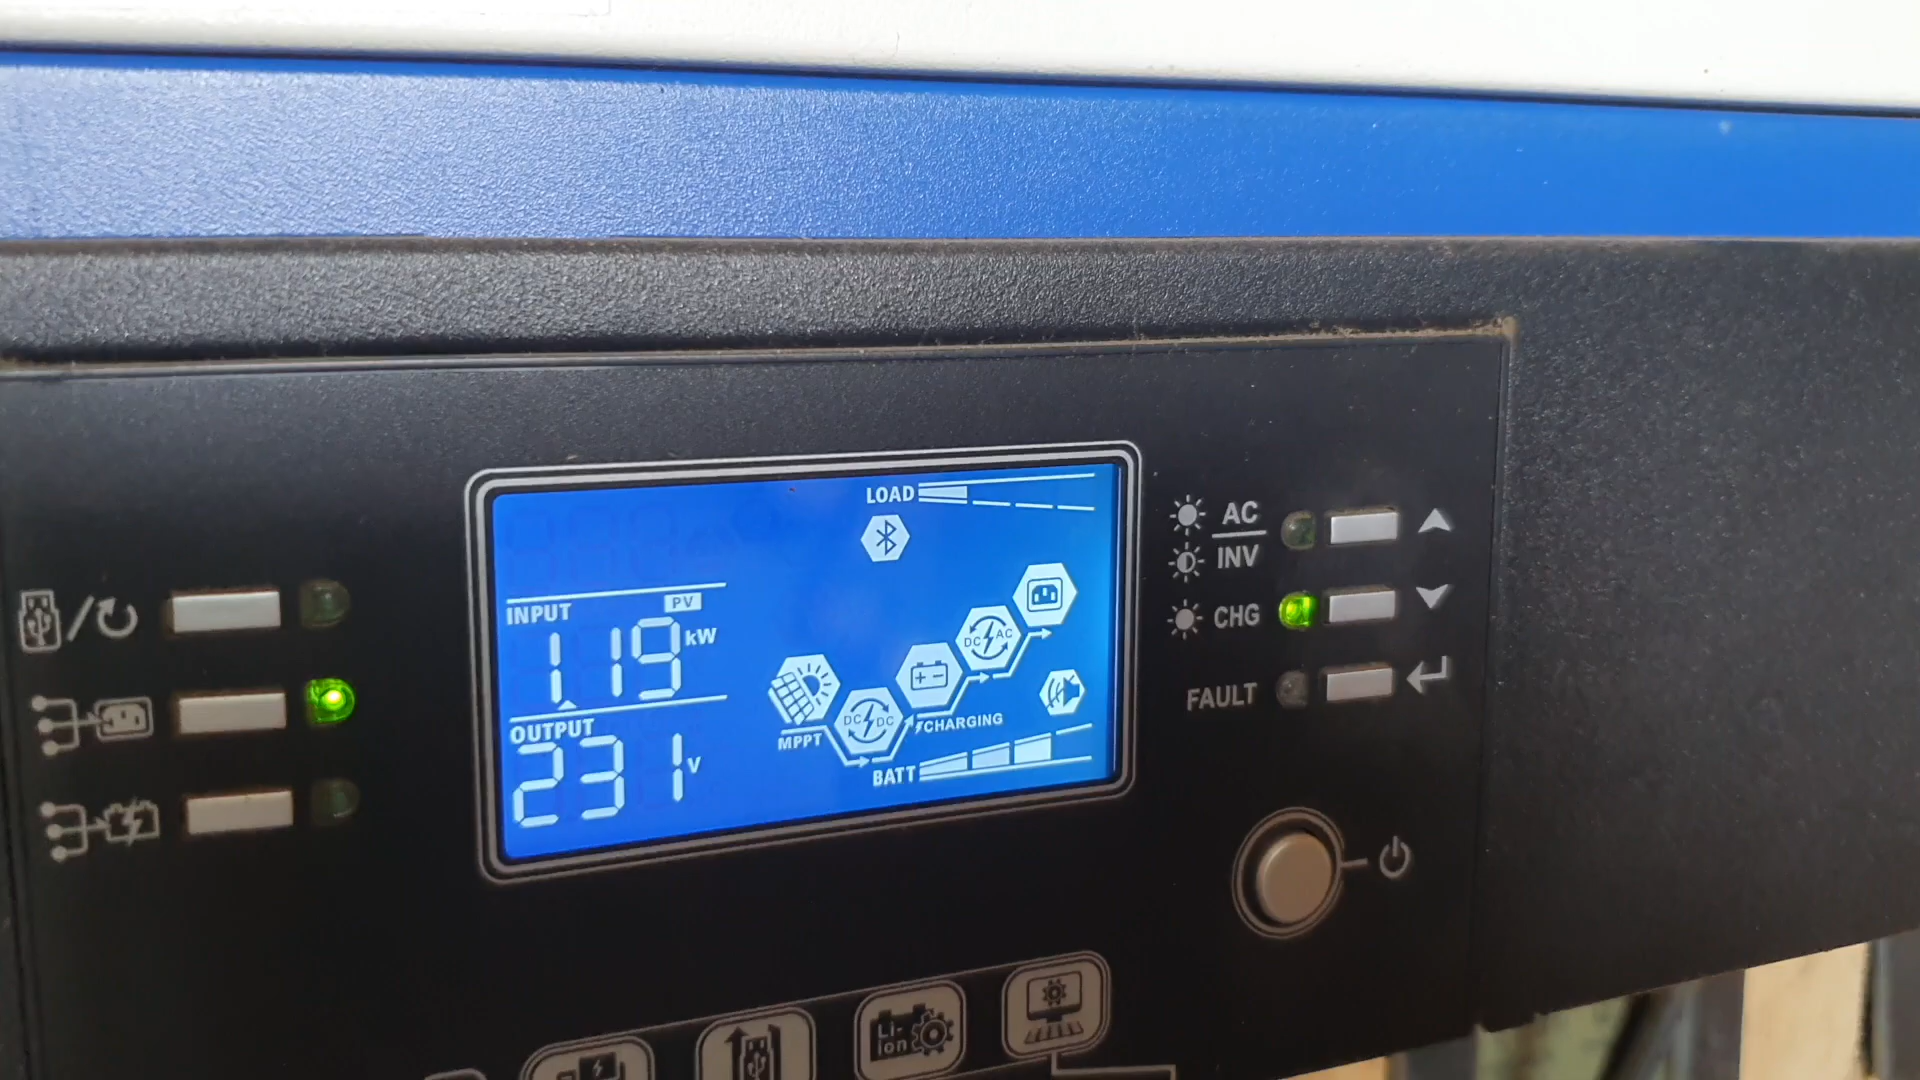 LOAD
INPUT PV
1.19 kW
OUTPUT
231 V
DC AC
DC DC
MPPT
CHARGING
BATT
AC
INV
CHG
FAULT
Li-
ion